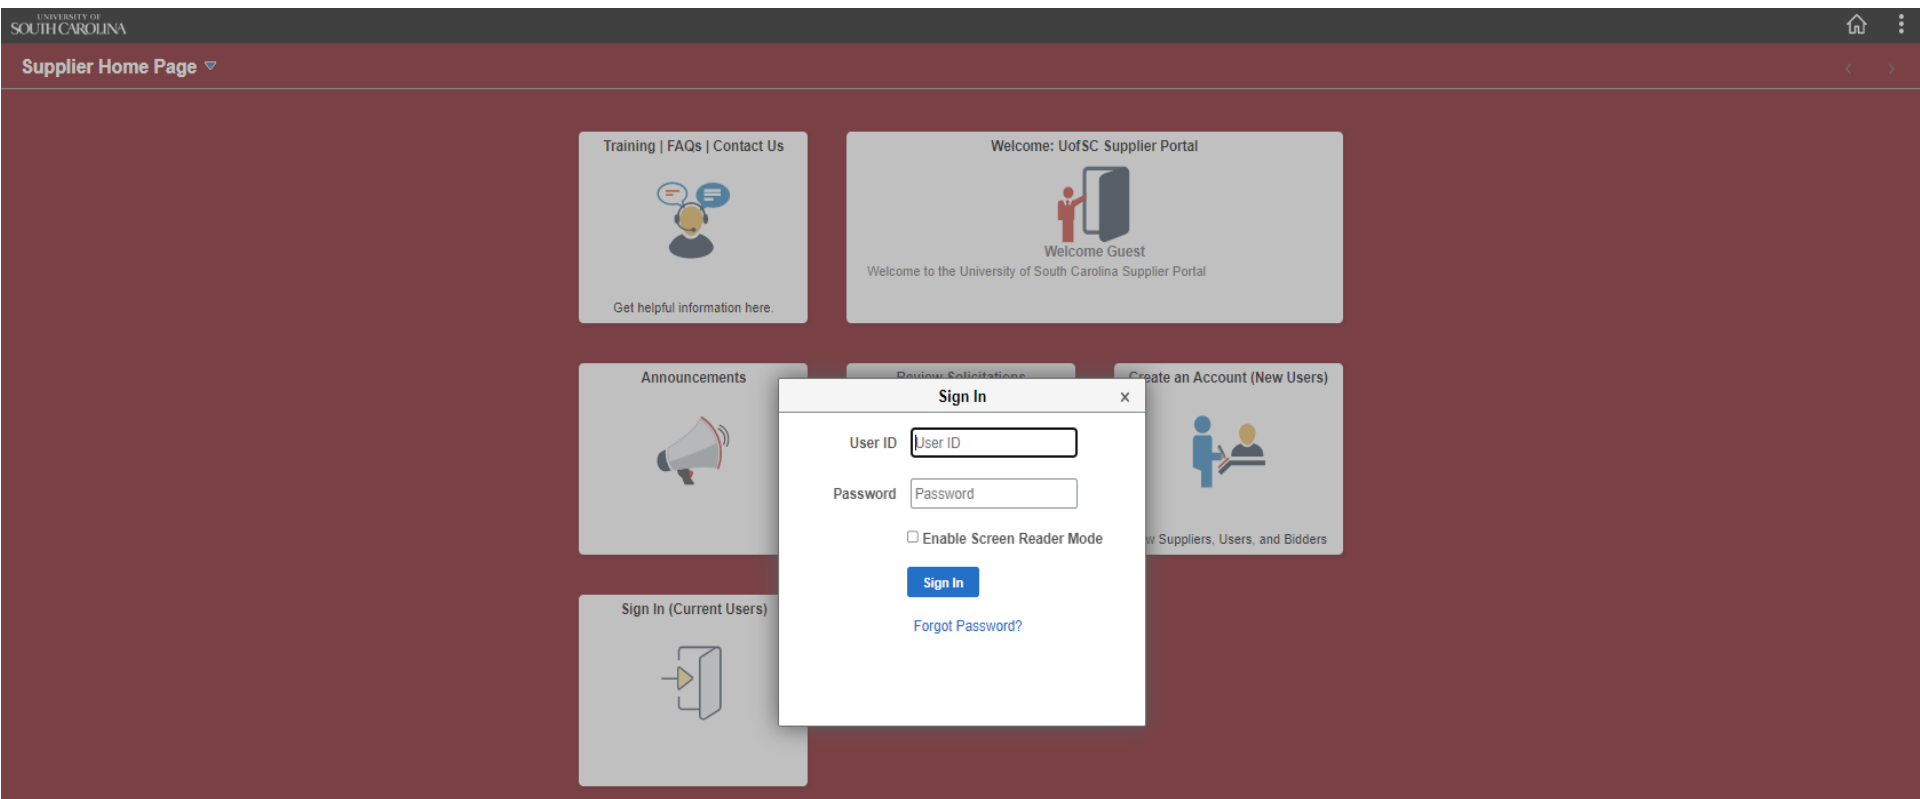 UNIVERSITY OF
SOUTH CAROLINA
Supplier Home Page
Training | FAQs | Contact Us
Get helpful information here.
Welcome: UofSC Supplier Portal
Welcome Guest
Welcome to the University of South Carolina Supplier Portal
Announcements
Review Solicitations
Create an Account (New Users)
Suppliers, Users, and Bidders
Sign In (Current Users)
Sign In
User ID User ID
Password Password
Enable Screen Reader Mode
Sign In
Forgot Password?